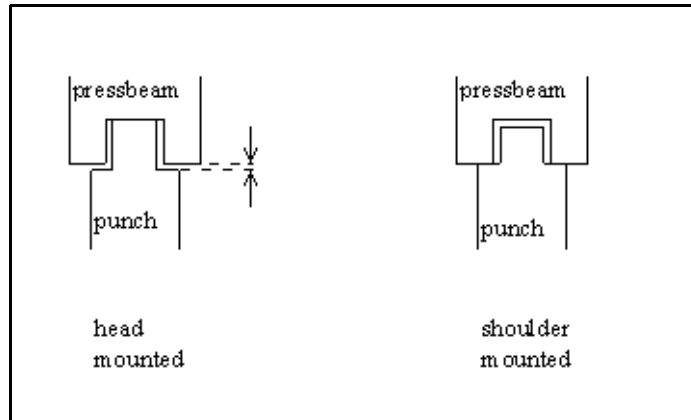 pressbeam
punch
head
mounted
pressbeam
punch
shoulder
mounted